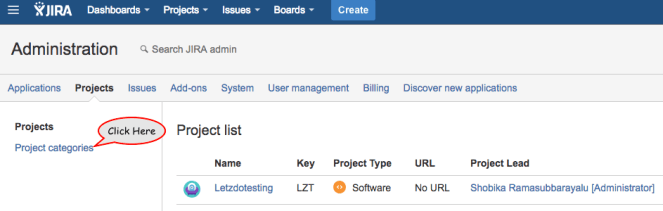 JIRA Dashboards Projects Issues Boards Create
Administration Search JIRA admin
Applications Projects Issues Add-ons System User management Billing Discover new applications
Projects
Click Here
Project categories
Project list
Name Key Project Type URL Project Lead
Letzdotesting LZT Software No URL Shobika Ramasubbarayalu [Administrator]